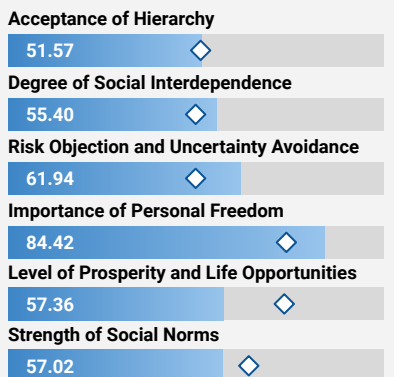 Acceptance of Hierarchy
51.57
Degree of Social Interdependence
55.40
Risk Objection and Uncertainty Avoidance
61.94
Importance of Personal Freedom
84.42
Level of Prosperity and Life Opportunities
57.36
Strength of Social Norms
57.02